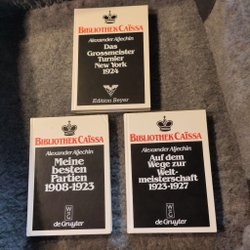 BIBLIOTHEK CAÏSSA
Alexander Aljechin
Das
Grossmeister
Turnier
New York
1924
Edition Beyer
BIBLIOTHEK CAÏSSA
Alexander Aljechin
Meine
besten
Partien
1908-1923
de Gruyter
BIBLIOTHEK CAÏSSA
Alexander Aljechin
Auf dem
Wege zur
Welt-
meisterschaft
1923-1927
de Gruyter